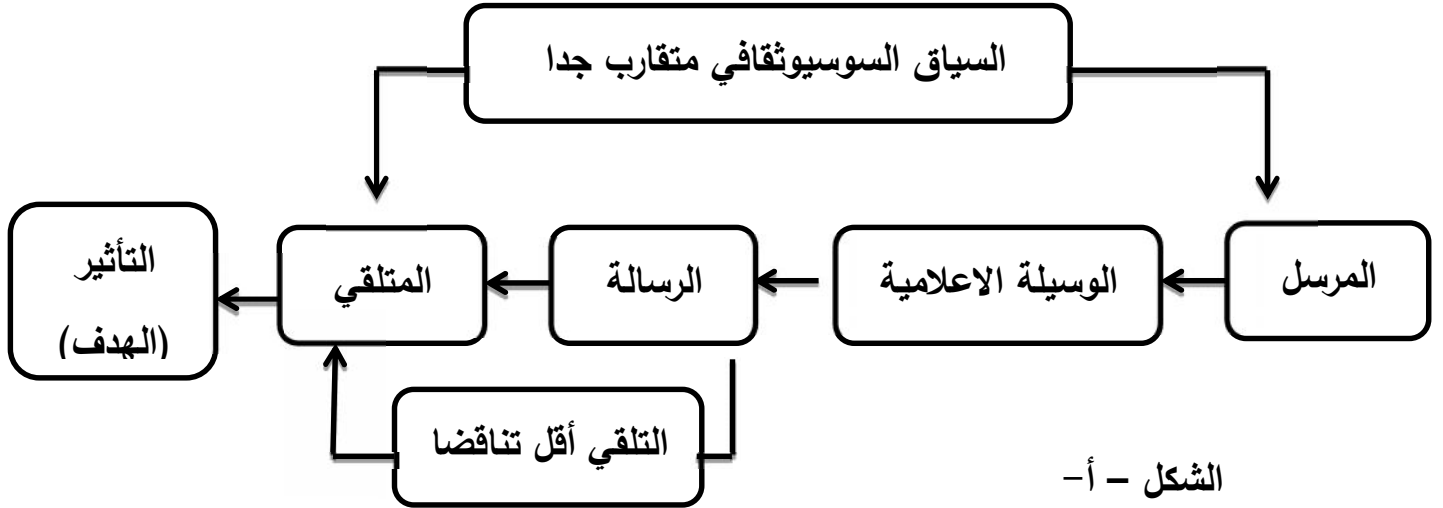 السياق السوسيوثقافي متقارب جدا
المرسل
الوسيلة الاعلامية
الرسالة
المتلقي
التأثير
(الهدف)
التلقي أقل تناقضا
الشكل – أ–